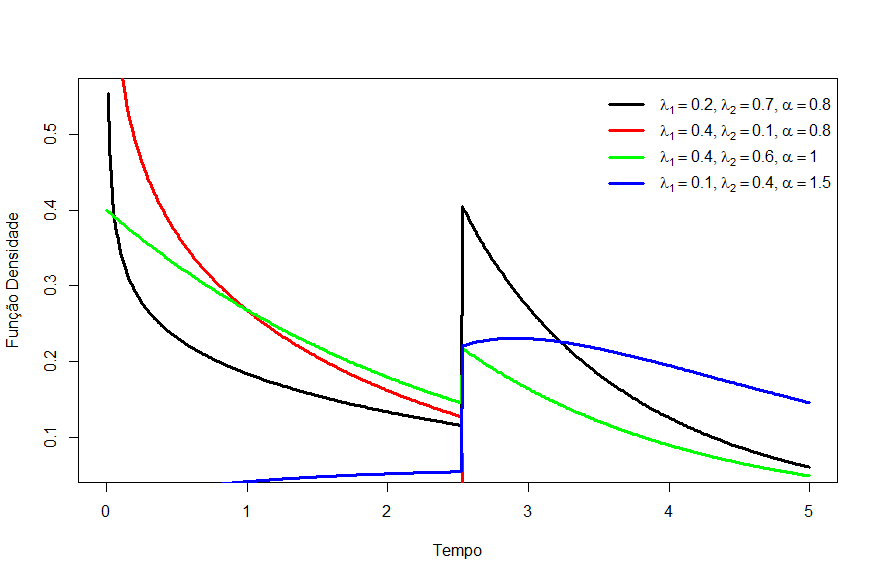 λ₁ = 0.2, λ₂ = 0.7, α = 0.8
λ₁ = 0.4, λ₂ = 0.1, α = 0.8
λ₁ = 0.4, λ₂ = 0.6, α = 1
λ₁ = 0.1, λ₂ = 0.4, α = 1.5
Função Densidade
0.5
0.4
0.3
0.2
0.1
0 1 2 3 4 5
Tempo